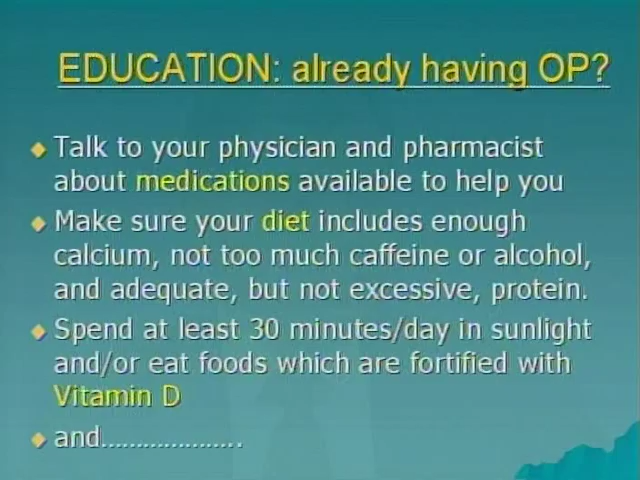 EDUCATION: already having OP?
Talk to your physician and pharmacist
about medications available to help you
Make sure your diet includes enough
calcium, not too much caffeine or alcohol,
and adequate, but not excessive, protein.
Spend at least 30 minutes/day in sunlight
and/or eat foods which are fortified with
Vitamin D
and....................